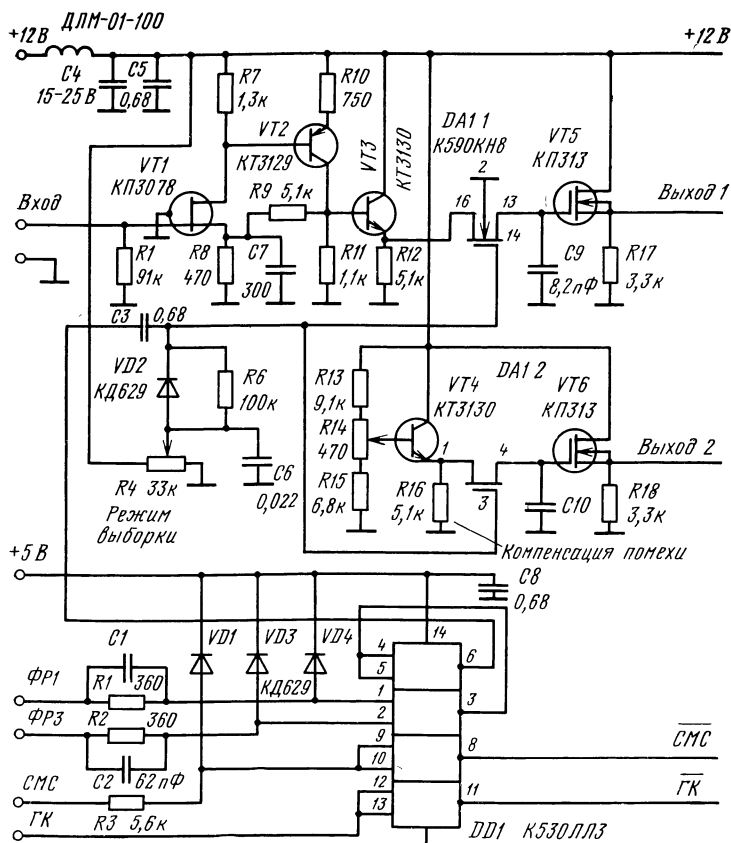 ДЛМ-01-100
+12 В
+12 В
C4
15-25 В
C5
0,68
R7
1,3к
R10
750
VT2
КТ3129
VT3
КТ3130
DA1 1
К590КН8
2
VT5
КП313
VT1
КП3078
R9 5,1к
Вход
16
13
14
Выход 1
R1
91к
R8
470
C7
300
R11
1,1к
R12
5,1к
C9
8,2пФ
R17
3,3к
C3
0,68
VD2
КД629
R6
100к
R13
9,1к
R14
470
R15
6,8к
VT4
КТ3130
DA1 2
VT6
КП313
1
4
3
Выход 2
R4 33к
Режим
выборки
C6
0,022
R16
5,1к
C10
R18
3,3к
Компенсация помехи
+5 В
C8
0,68
C1
VD1
VD3
VD4
14
4
5
6
ФР1
R1
360
КД629
1
3
ФР3
R2
360
2
9
8
СМС
C2
62пФ
10
СМС
R3
5,6к
12
11
ГК
ГК
13
DD1 К530ЛЛ3